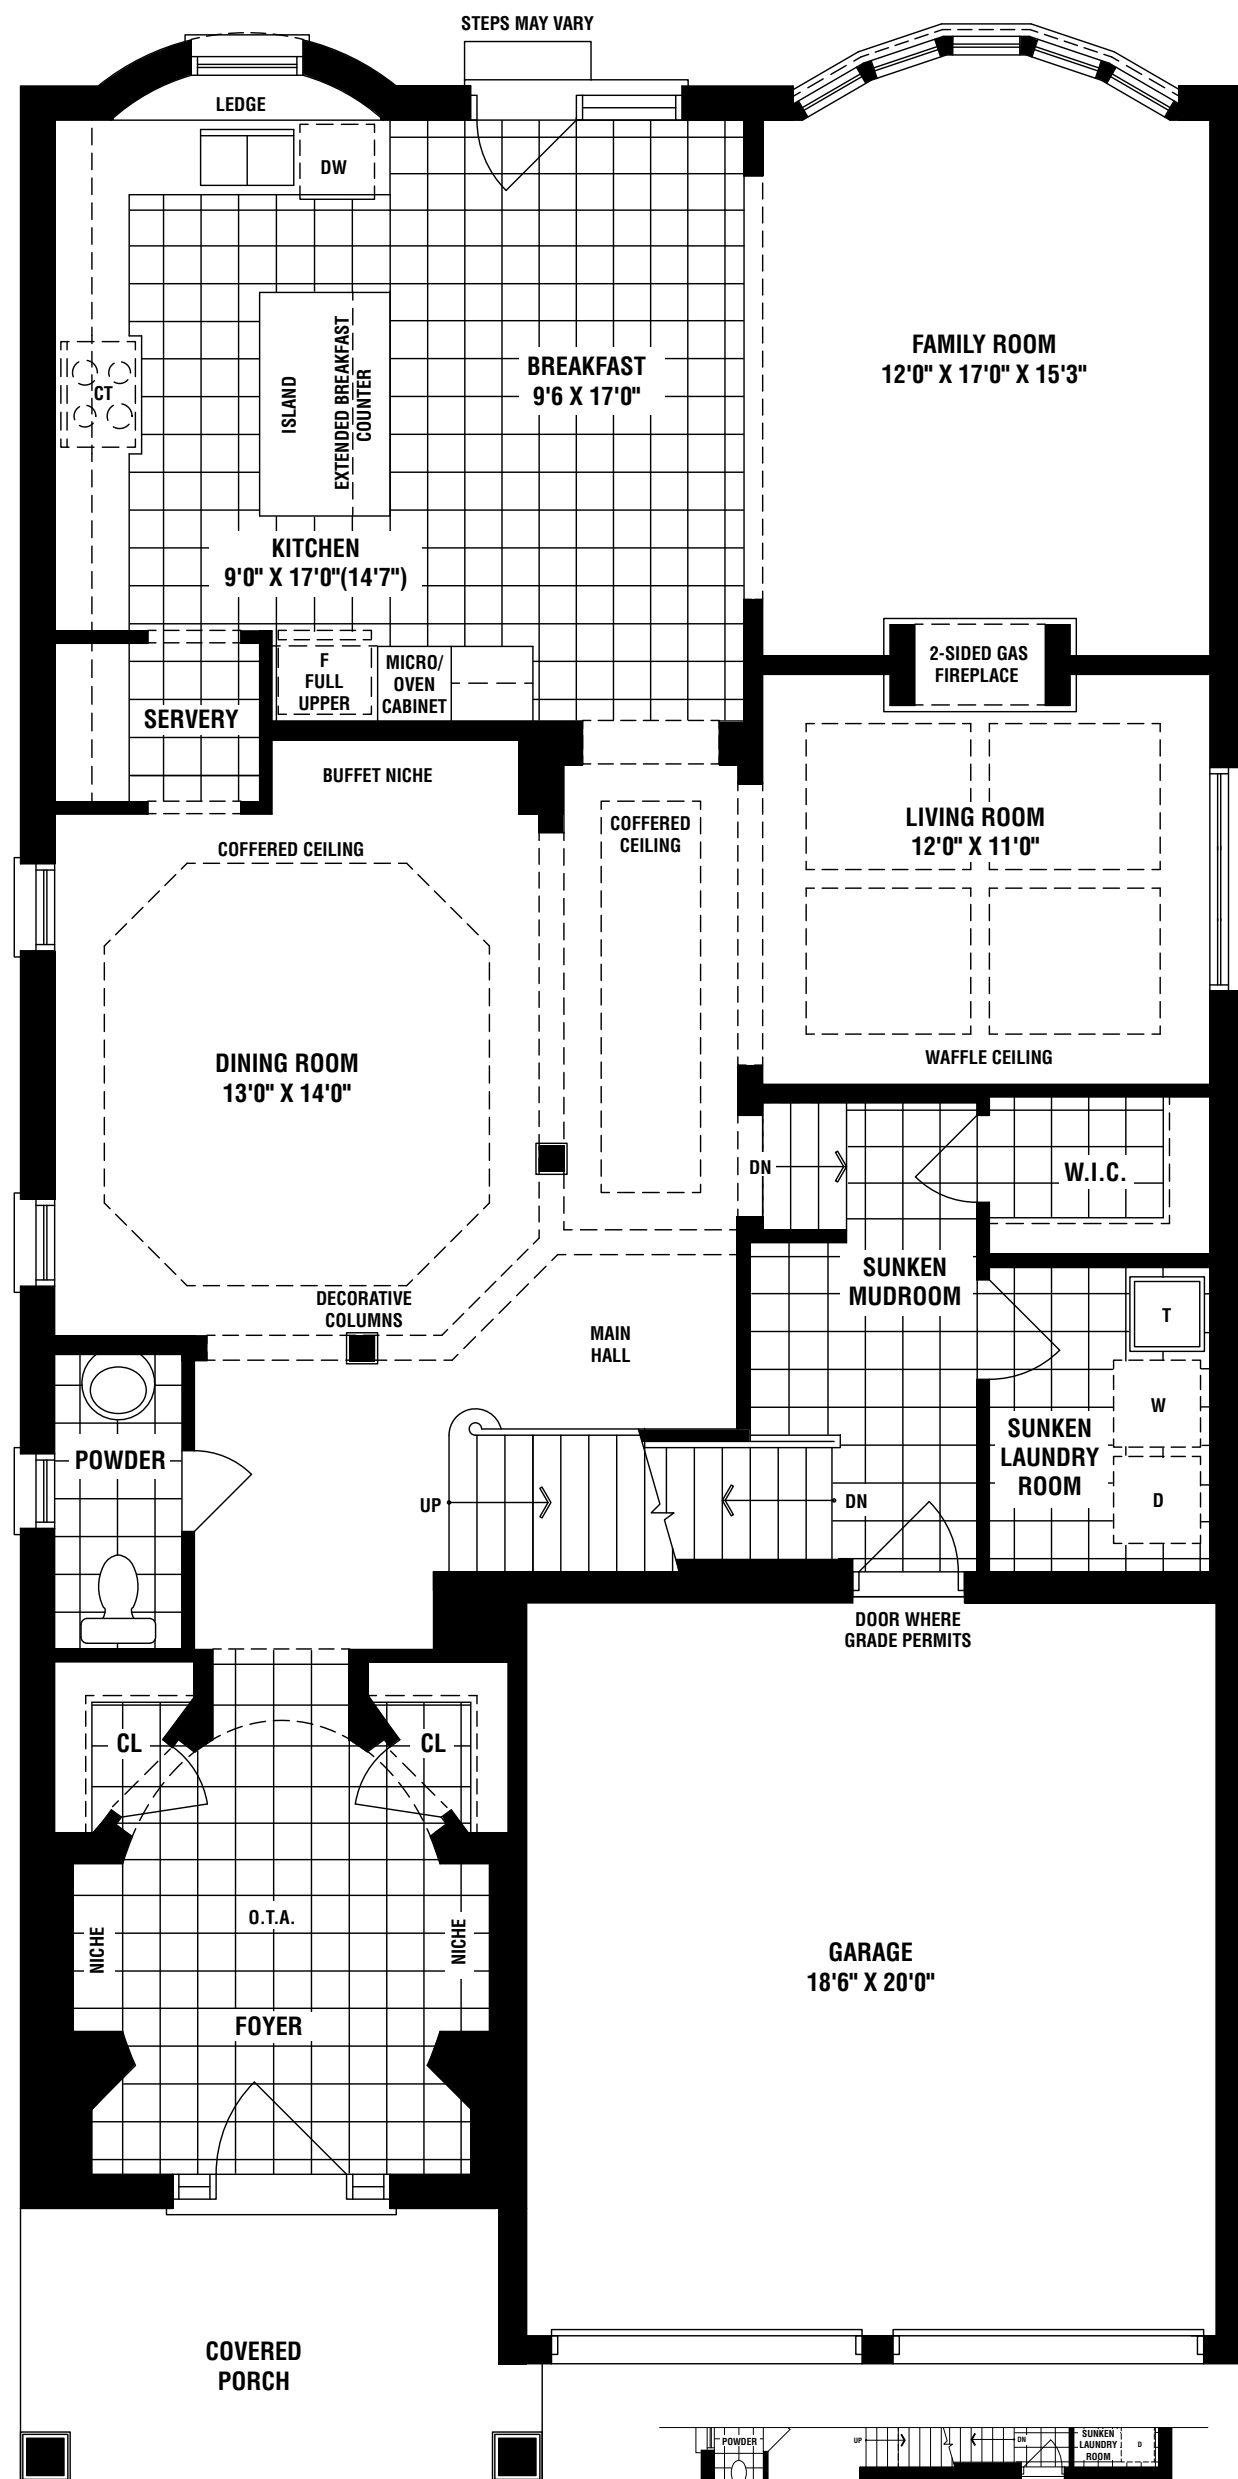 STEPS MAY VARY
LEDGE
DW
FAMILY ROOM
12'0" X 17'0" X 15'3"
BREAKFAST
9'6 X 17'0"
CT
ISLAND
EXTENDED BREAKFAST
COUNTER
KITCHEN
9'0" X 17'0"(14'7")
2-SIDED GAS
FIREPLACE
F
FULL
UPPER
MICRO/
OVEN
CABINET
SERVERY
BUFFET NICHE
COFFERED CEILING
COFFERED
CEILING
LIVING ROOM
12'0" X 11'0"
WAFFLE CEILING
DINING ROOM
13'0" X 14'0"
DN
W.I.C.
SUNKEN
MUDROOM
DECORATIVE
COLUMNS
MAIN
HALL
T
W
SUNKEN
LAUNDRY
ROOM
D
POWDER
UP
DN
DOOR WHERE
GRADE PERMITS
CL
CL
O.T.A.
NICHE
NICHE
FOYER
GARAGE
18'6" X 20'0"
COVERED
PORCH
POWDER
UP
DN
SUNKEN
LAUNDRY
ROOM
D